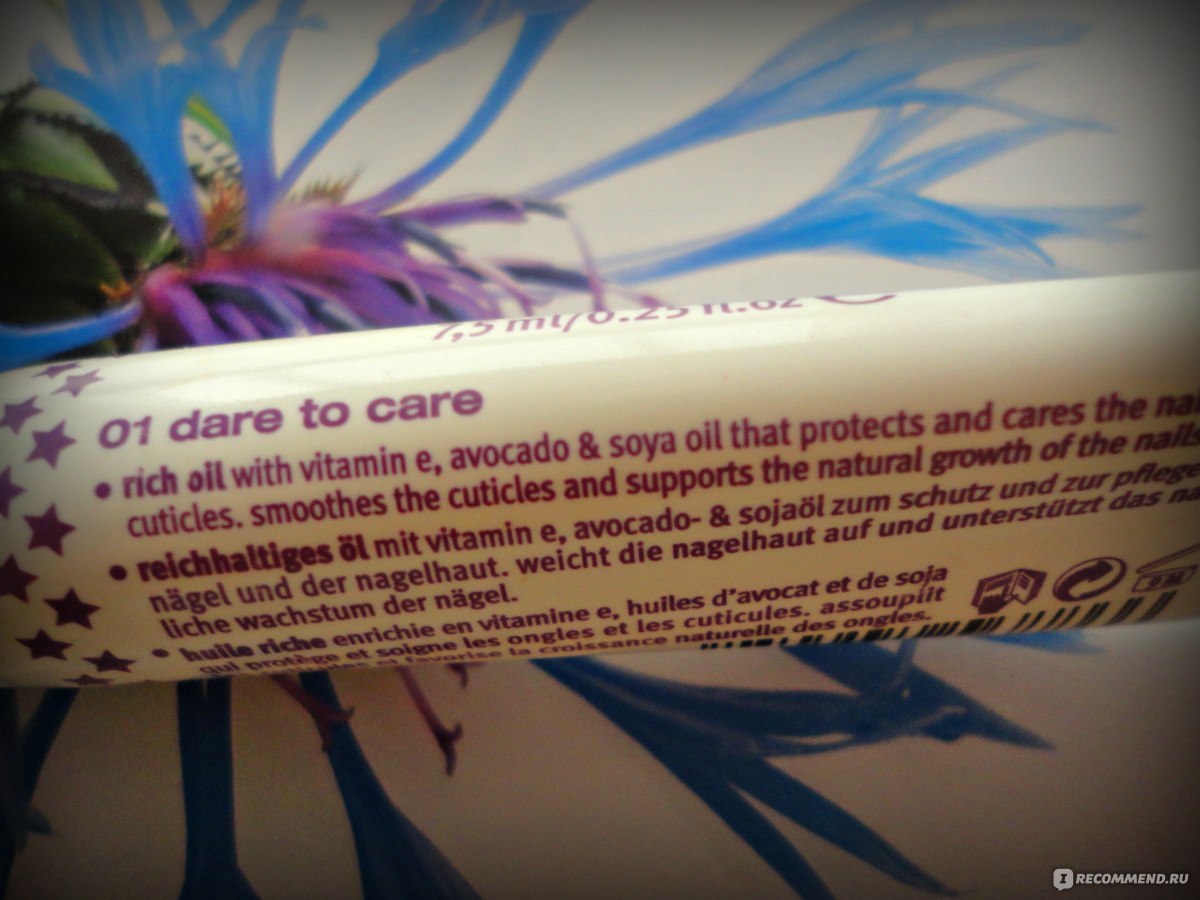 7,5 ml/0.25 fl.oz
01 dare to care
• rich oil with vitamin e, avocado & soya oil that protects and cares the
cuticles. smoothes the cuticles and supports the natural growth of the
• reichhaltiges öl mit vitamin e, avocado- & sojaöl zum schutz und zur pflege
nägel und der nagelhaut. weicht die nagelhaut auf und unterstützt das
liche wachstum der nägel.
• huile riche enrichie en vitamine e, huiles d'avocat et de soja
qui protège et soigne les ongles et les cuticules. assouplit
et favorise la croissance naturelle des ongles.
9 M
IRECOMMEND.RU